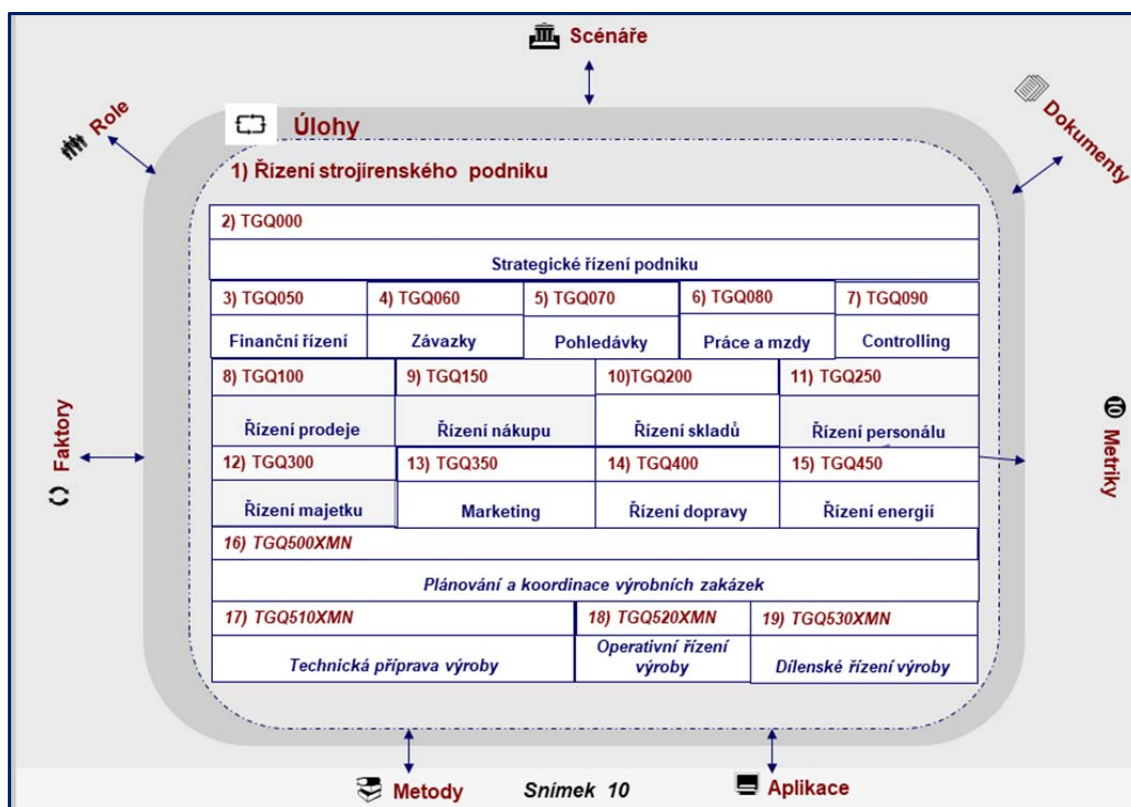 Scénáře
Role
Dokumenty
Úlohy
1) Řízení strojírenského podniku
2) TGQ000
Strategické řízení podniku
3) TGQ050
4) TGQ060
5) TGQ070
6) TGQ080
7) TGQ090
Finanční řízení
Závazky
Pohledávky
Práce a mzdy
Controlling
8) TGQ100
9) TGQ150
10)TGQ200
11) TGQ250
Řízení prodeje
Řízení nákupu
Řízení skladů
Řízení personálu
Faktory
10 Metriky
12) TGQ300
13) TGQ350
14) TGQ400
15) TGQ450
Řízení majetku
Marketing
Řízení dopravy
Řízení energií
16) TGQ500XMN
Plánování a koordinace výrobních zakázek
17) TGQ510XMN
18) TGQ520XMN
19) TGQ530XMN
Technická příprava výroby
Operativní řízení
výroby
Dílenské řízení výroby
Metody
Snímek 10
Aplikace